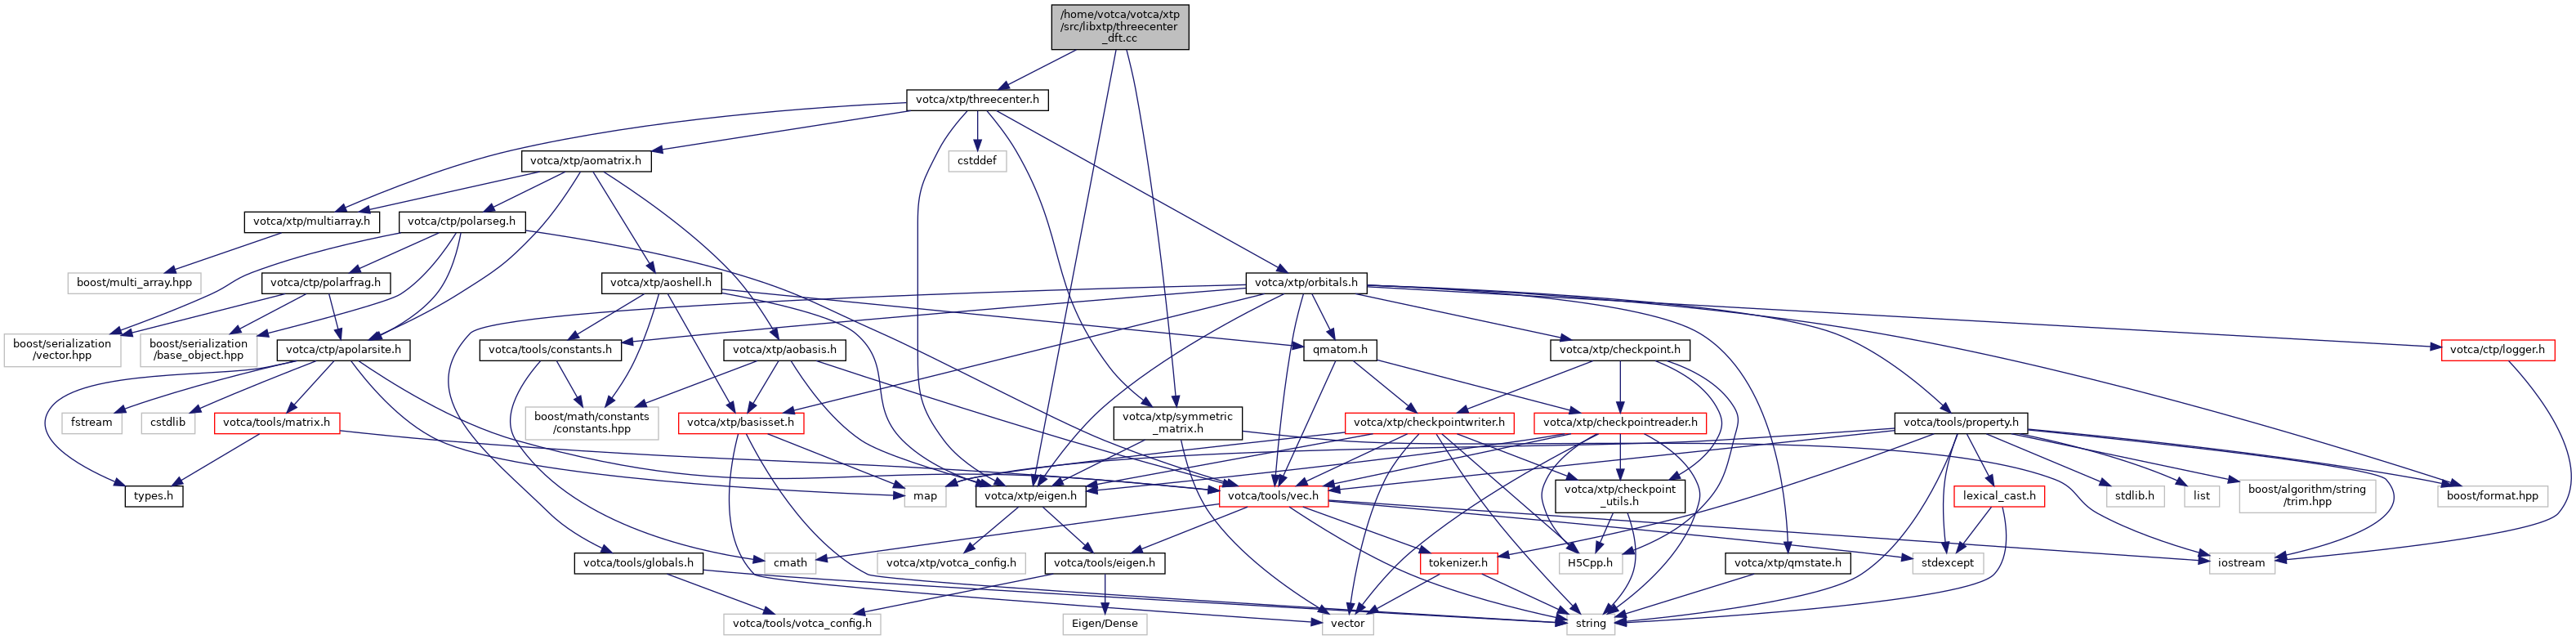 /home/votca/votca/xtp
/src/libxtp/threecenter
_dft.cc
votca/xtp/threecenter.h
votca/xtp/aomatrix.h
cstddef
votca/xtp/multiarray.h
votca/ctp/polarseg.h
boost/multi_array.hpp
votca/ctp/polarfrag.h
votca/xtp/aoshell.h
votca/xtp/orbitals.h
boost/serialization
/vector.hpp
boost/serialization
/base_object.hpp
votca/ctp/apolarsite.h
votca/tools/constants.h
votca/xtp/aobasis.h
qmatom.h
votca/xtp/checkpoint.h
votca/ctp/logger.h
fstream
cstdlib
votca/tools/matrix.h
boost/math/constants
/constants.hpp
votca/xtp/basisset.h
votca/xtp/symmetric
_matrix.h
votca/xtp/checkpointwriter.h
votca/xtp/checkpointreader.h
votca/tools/property.h
types.h
map
votca/xtp/eigen.h
votca/tools/vec.h
votca/xtp/checkpoint
_utils.h
lexical_cast.h
stdlib.h
list
boost/algorithm/string
/trim.hpp
boost/format.hpp
votca/tools/globals.h
cmath
votca/xtp/votca_config.h
votca/tools/eigen.h
tokenizer.h
H5Cpp.h
votca/xtp/qmstate.h
stdexcept
iostream
votca/tools/votca_config.h
Eigen/Dense
vector
string